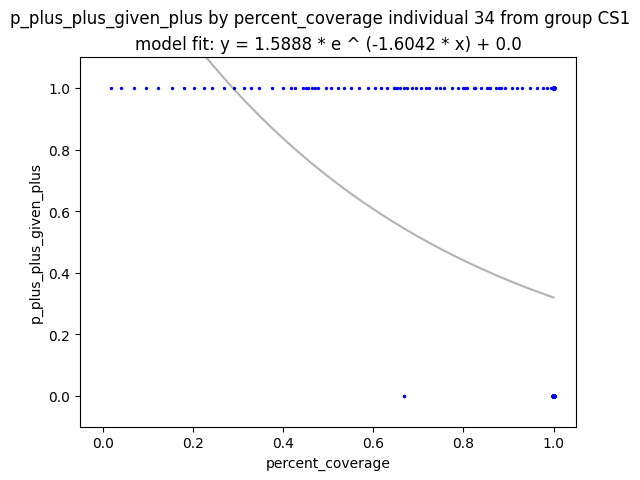 p_plus_plus_given_plus by percent_coverage individual 34 from group CS1
model fit: y = 1.5888 * e ^ (-1.6042 * x) + 0.0
1.0
0.8
0.6
0.4
0.2
0.0
p_plus_plus_given_plus
0.0 0.2 0.4 0.6 0.8 1.0
percent_coverage